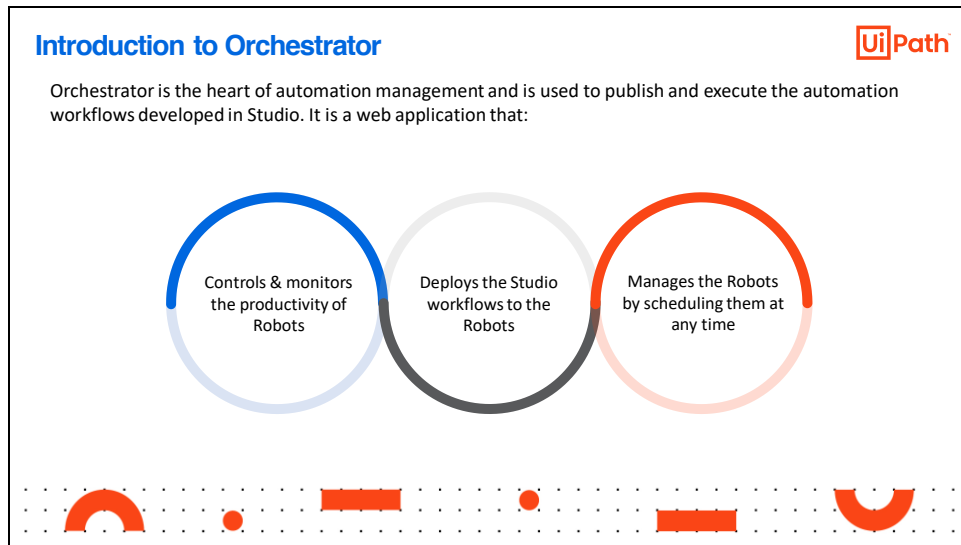 Introduction to Orchestrator
UiPath
Orchestrator is the heart of automation management and is used to publish and execute the automation
workflows developed in Studio. It is a web application that:
Controls & monitors
the productivity of
Robots
Deploys the Studio
workflows to the
Robots
Manages the Robots
by scheduling them at
any time